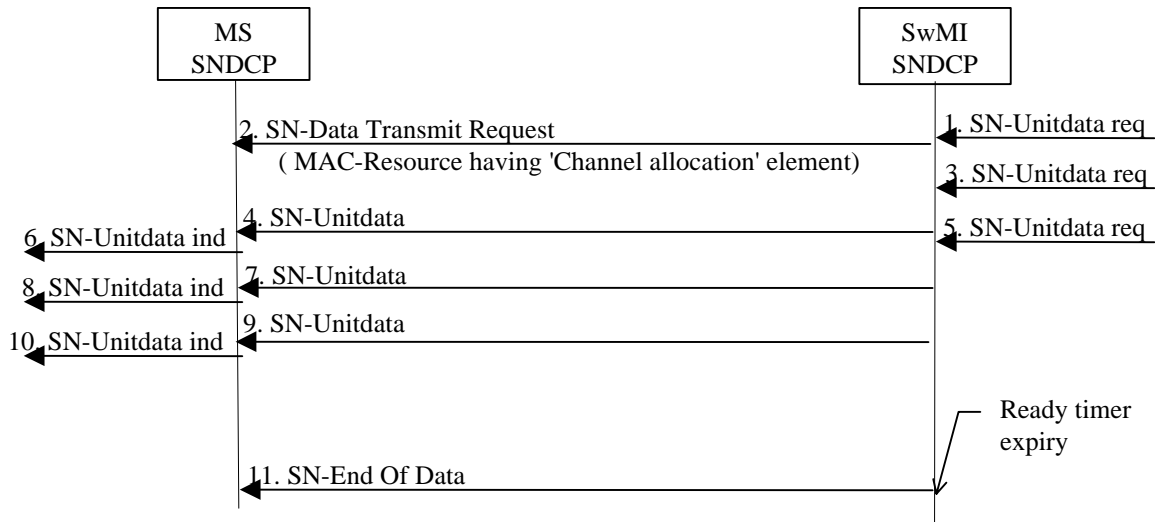 MS
SNDCP
SwMI
SNDCP
1. SN-Unitdata req
2. SN-Data Transmit Request
( MAC-Resource having 'Channel allocation' element)
3. SN-Unitdata req
4. SN-Unitdata
5. SN-Unitdata req
6. SN-Unitdata ind
7. SN-Unitdata
8. SN-Unitdata ind
9. SN-Unitdata
10. SN-Unitdata ind
Ready timer
expiry
11. SN-End Of Data